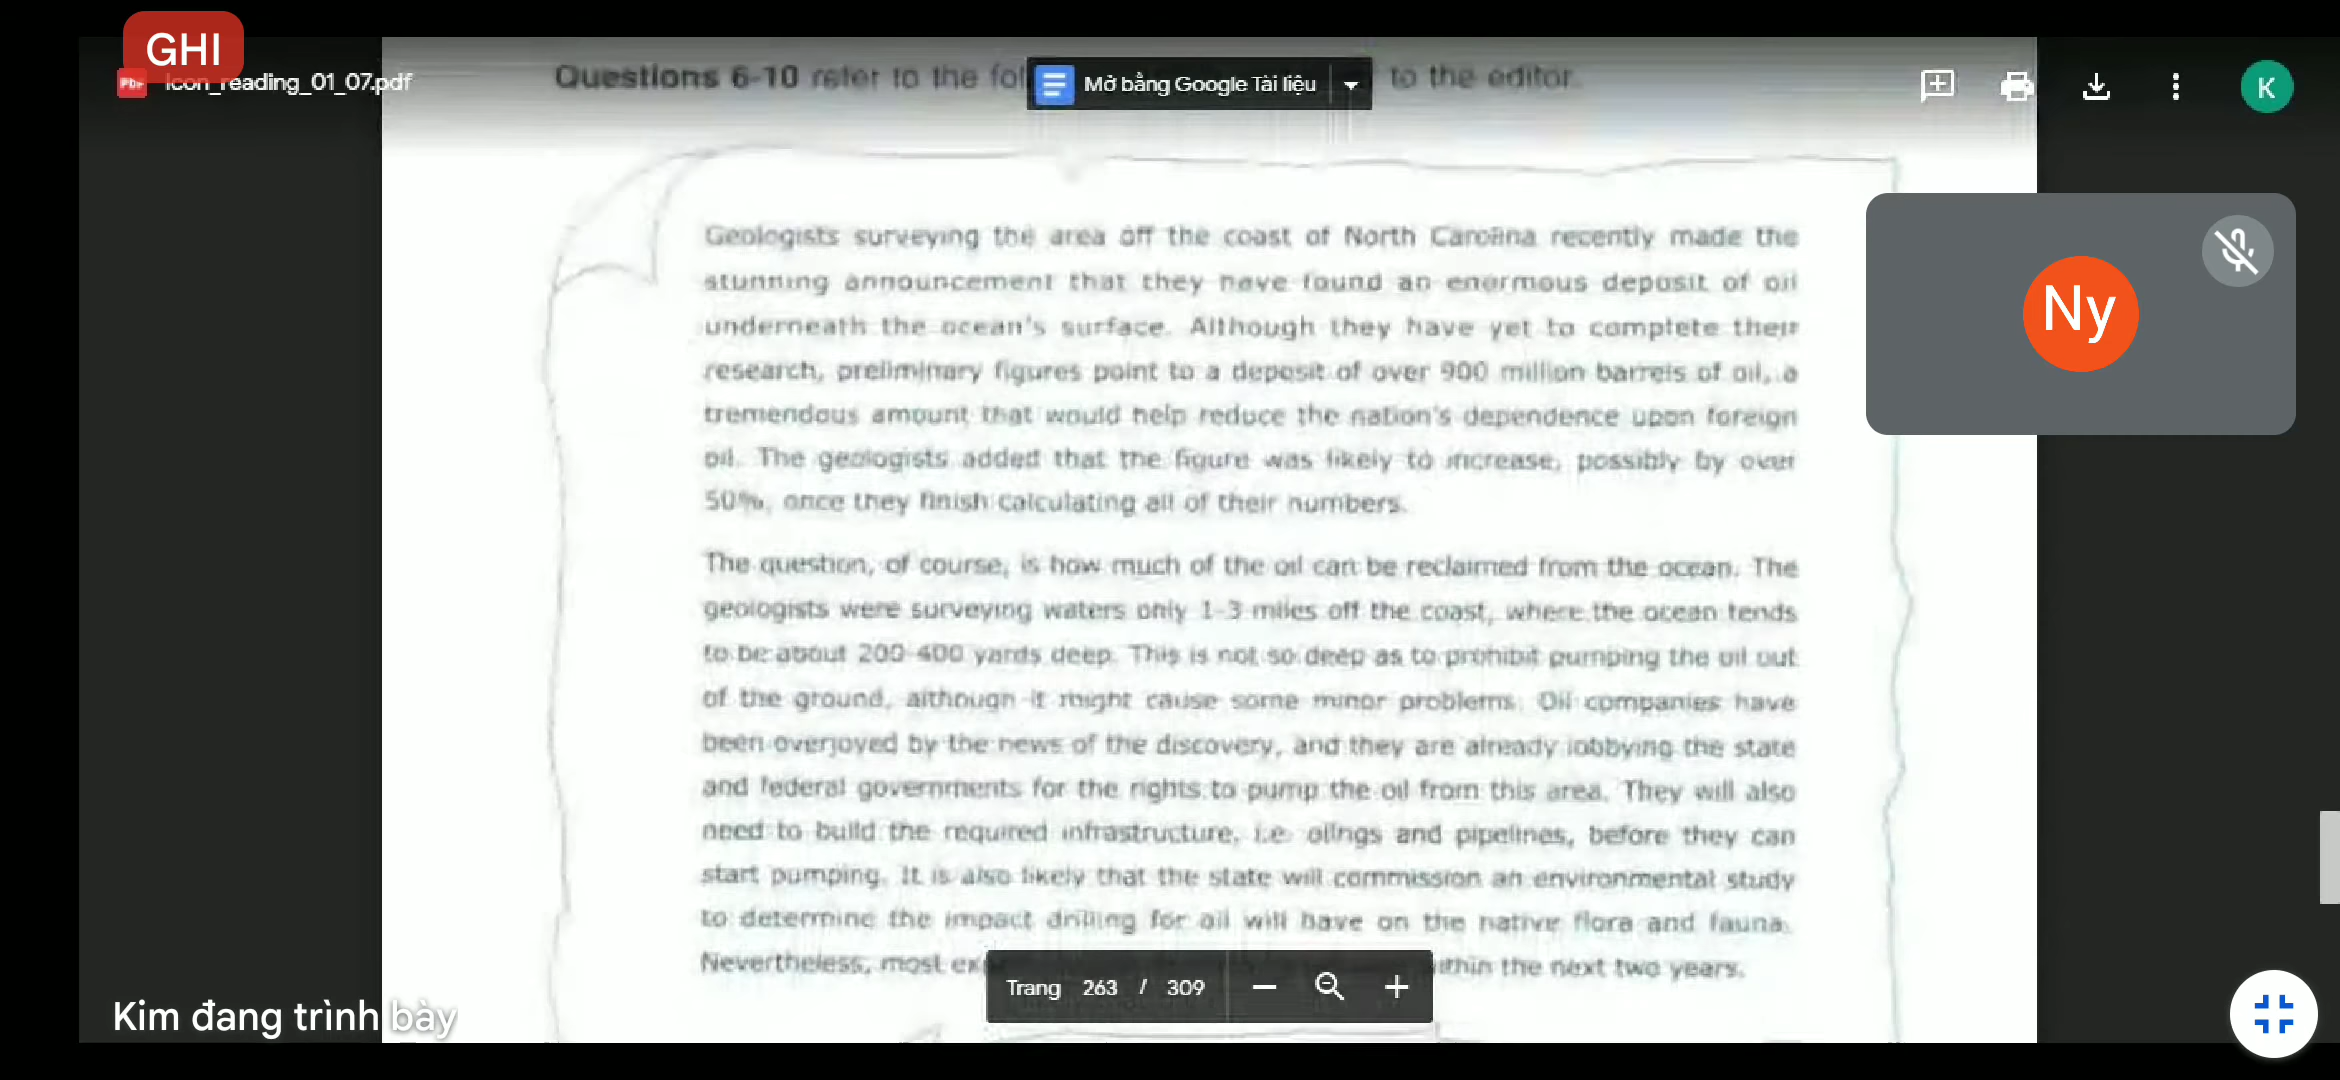 GHI
Icon_reading_01_07.pdf
Questions 6-10 refer to the
Mở bằng Google Tài liệu
to the editor.
K
Geologists surveying the area off the coast of North Carolina recently made the
stunning announcement that they have found an enormous deposit of oil
underneath the ocean's surface. Although they have yet to complete their
research, preliminary figures point to a deposit of over 900 million barrels of oil, a
tremendous amount that would help reduce the nation's dependence upon foreign
oil. The geologists added that the figure was likely to increase, possibly by over
50%, once they finish calculating all of their numbers.
Ny
The question, of course, is how much of the oil can be reclaimed from the ocean. The
geologists were surveying waters only 1-3 miles off the coast, where the ocean tends
to be about 200-400 yards deep. This is not so deep as to prohibit pumping the oil out
of the ground, although it might cause some minor problems. Oil companies have
been overjoyed by the news of the discovery, and they are already lobbying the state
and federal governments for the rights to pump the oil from this area. They will also
need to build the required infrastructure, i.e. and pipelines, before they can
start pumping. It is also likely that the state will commission an environmental study
to determine the impact drilling for oil will have on the native flora and fauna.
Nevertheless, most within the next two years.
Trang 263 / 309
Kim đang trình bày